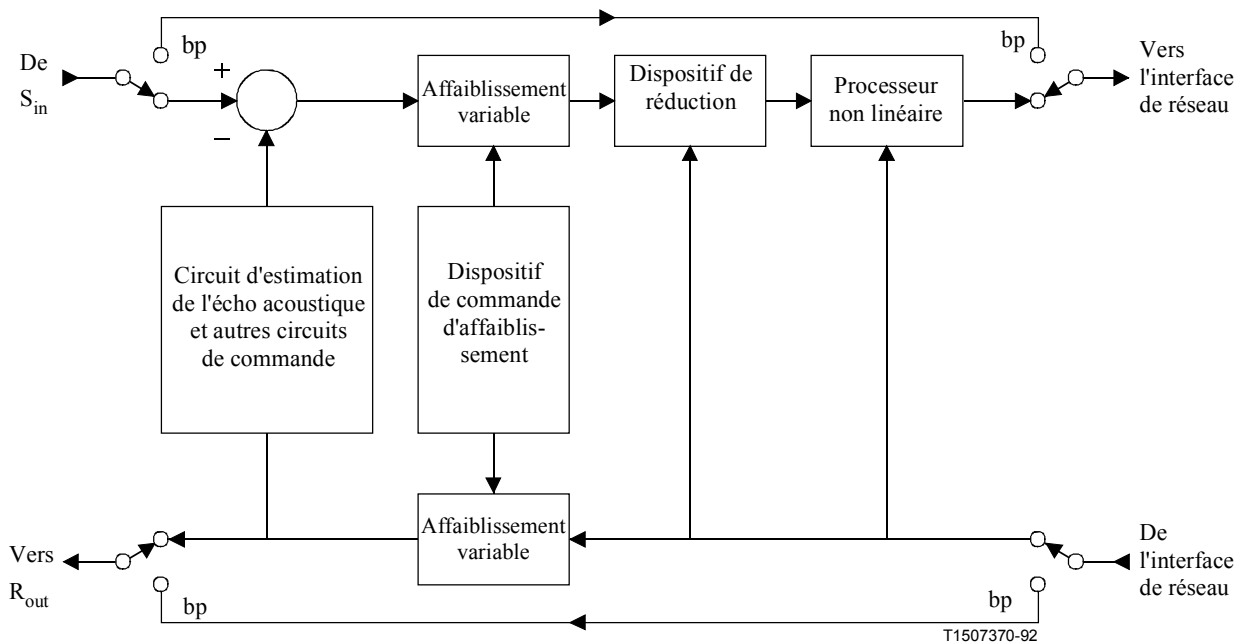 bp
bp
De
S_in
+
−
Affaiblissement
variable
Dispositif de
réduction
Processeur
non linéaire
Vers
l'interface
de réseau
Circuit d'estimation
de l'écho acoustique
et autres circuits
de commande
Dispositif
de commande
d'affaiblis-
sement
Affaiblissement
variable
Vers
R_out
De
l'interface
de réseau
bp
bp
T1507370-92